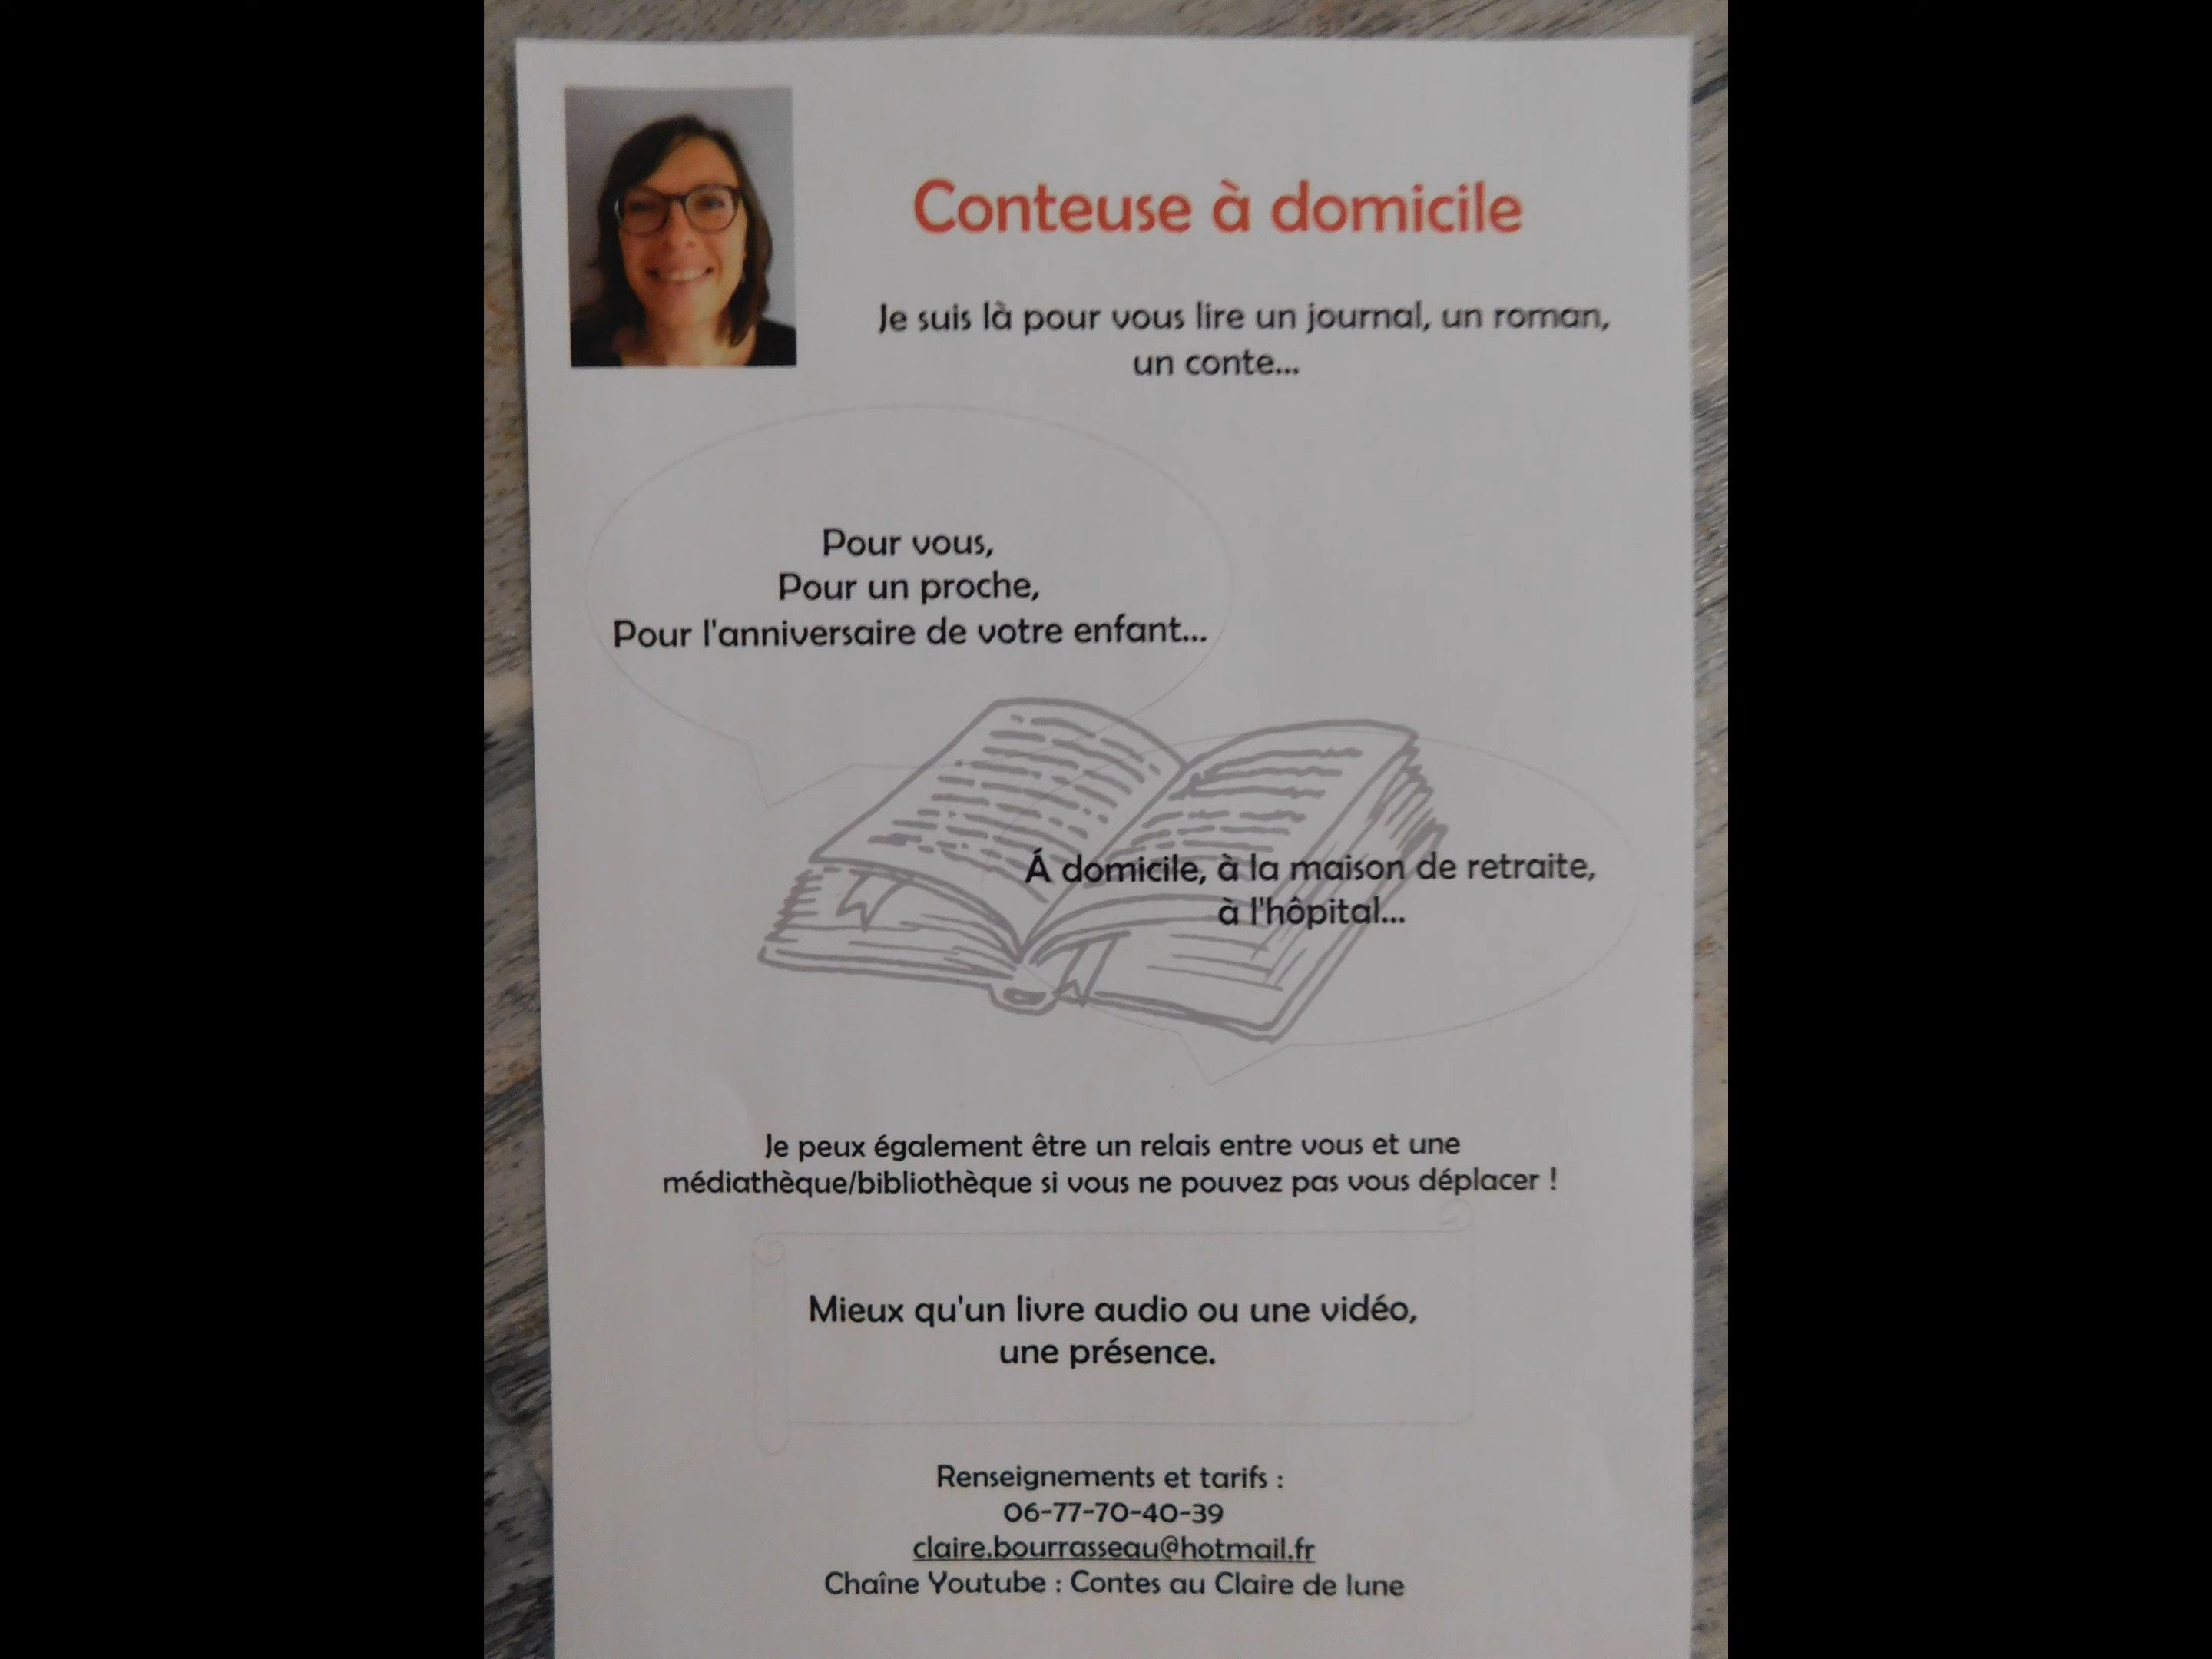 Conteuse à domicile
Je suis là pour vous lire un journal, un roman,
un conte...
Pour vous,
Pour un proche,
Pour l'anniversaire de votre enfant...
Á domicile, à la maison de retraite,
à l'hôpital...
Je peux également être un relais entre vous et une
médiathèque/bibliothèque si vous ne pouvez pas vous déplacer !
Mieux qu'un livre audio ou une vidéo,
une présence.
Renseignements et tarifs :
06-77-70-40-39
claire.bourrasseau@hotmail.fr
Chaîne Youtube : Contes au Claire de lune